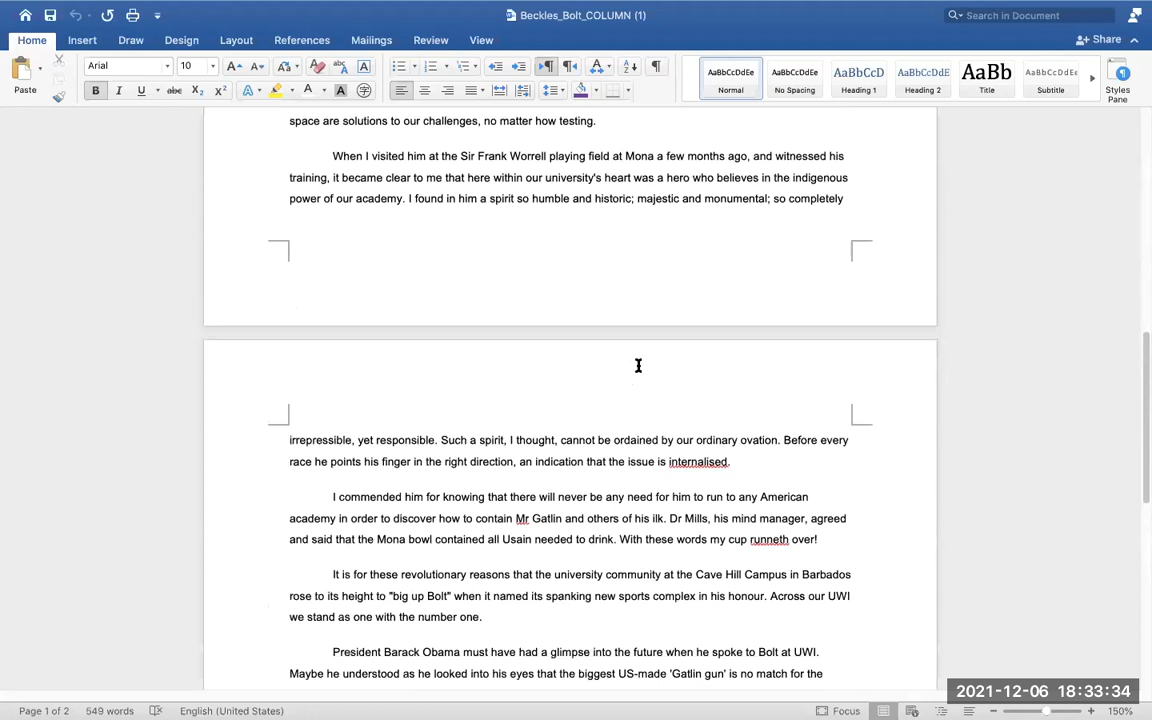 Beckles_Bolt_COLUMN (1)
Search in Document
Home Insert Draw Design Layout References Mailings Review View
Share
Paste
Arial 10
AaBbCcDdEe AaBbCcDdEe AaBbCcD AaBbCcDdE AaBb AaBbCcDdEe
Normal No Spacing Heading 1 Heading 2 Title Subtitle
Styles
Pane
space are solutions to our challenges, no matter how testing.
When I visited him at the Sir Frank Worrell playing field at Mona a few months ago, and witnessed his
training, it became clear to me that here within our university's heart was a hero who believes in the indigenous
power of our academy. I found in him a spirit so humble and historic; majestic and monumental; so completely
irrepressible, yet responsible. Such a spirit, I thought, cannot be ordained by our ordinary ovation. Before every
race he points his finger in the right direction, an indication that the issue is internalised.
I commended him for knowing that there will never be any need for him to run to any American
academy in order to discover how to contain Mr Gatlin and others of his ilk. Dr Mills, his mind manager, agreed
and said that the Mona bowl contained all Usain needed to drink. With these words my cup runneth over!
It is for these revolutionary reasons that the university community at the Cave Hill Campus in Barbados
rose to its height to "big up Bolt" when it named its spanking new sports complex in his honour. Across our UWI
we stand as one with the number one.
President Barack Obama must have had a glimpse into the future when he spoke to Bolt at UWI.
Maybe he understood as he looked into his eyes that the biggest US-made 'Gatlin gun' is no match for the
2021-12-06 18:33:34
Page 1 of 2 549 words English (United States) Focus 150%